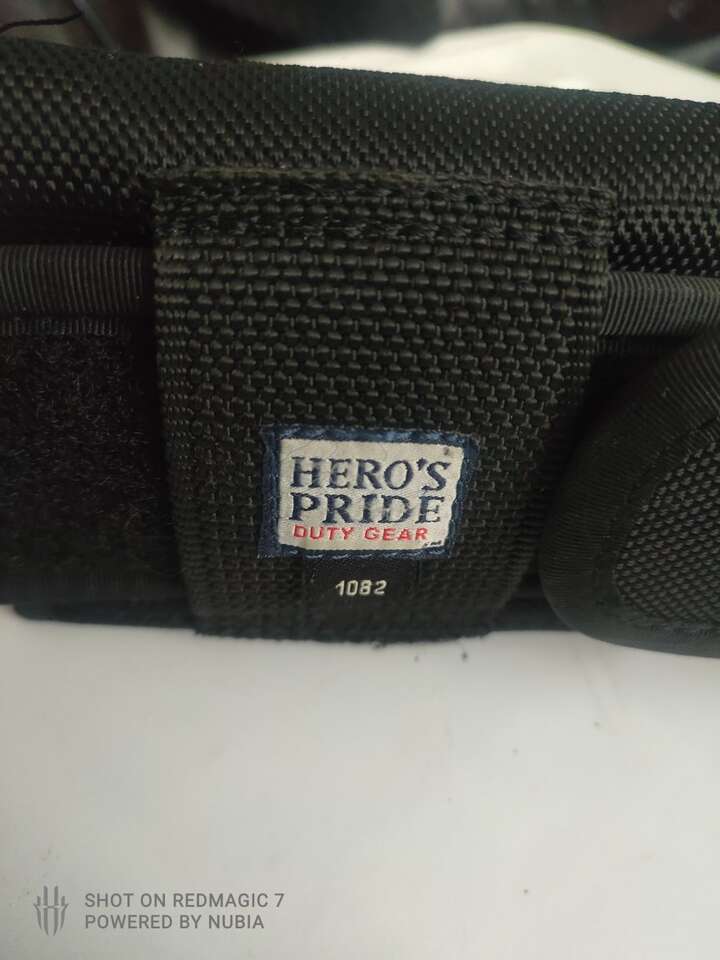 HERO'S
PRIDE
DUTY GEAR
1082
SHOT ON REDMAGIC 7
POWERED BY NUBIA